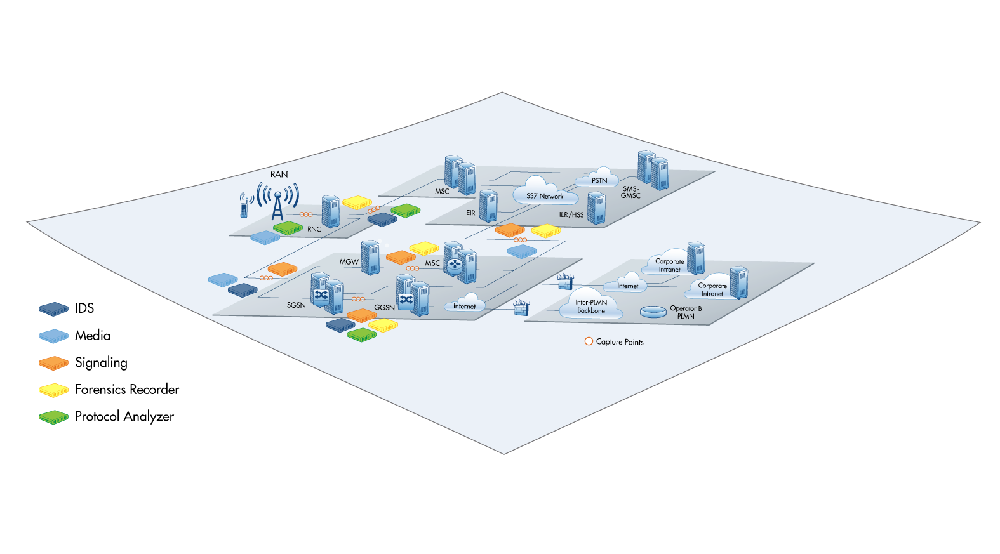 RAN
MSC
PSTN
SMS-
GMSC
SS7 Network
EIR
HLR/HSS
RNC
MGW
MSC
Corporate
Intranet
Internet
Corporate
Intranet
SGSN
GGSN
Internet
Inter-PLMN
Backbone
Operator B
PLMN
IDS
Media
Signaling
Forensics Recorder
Protocol Analyzer
Capture Points